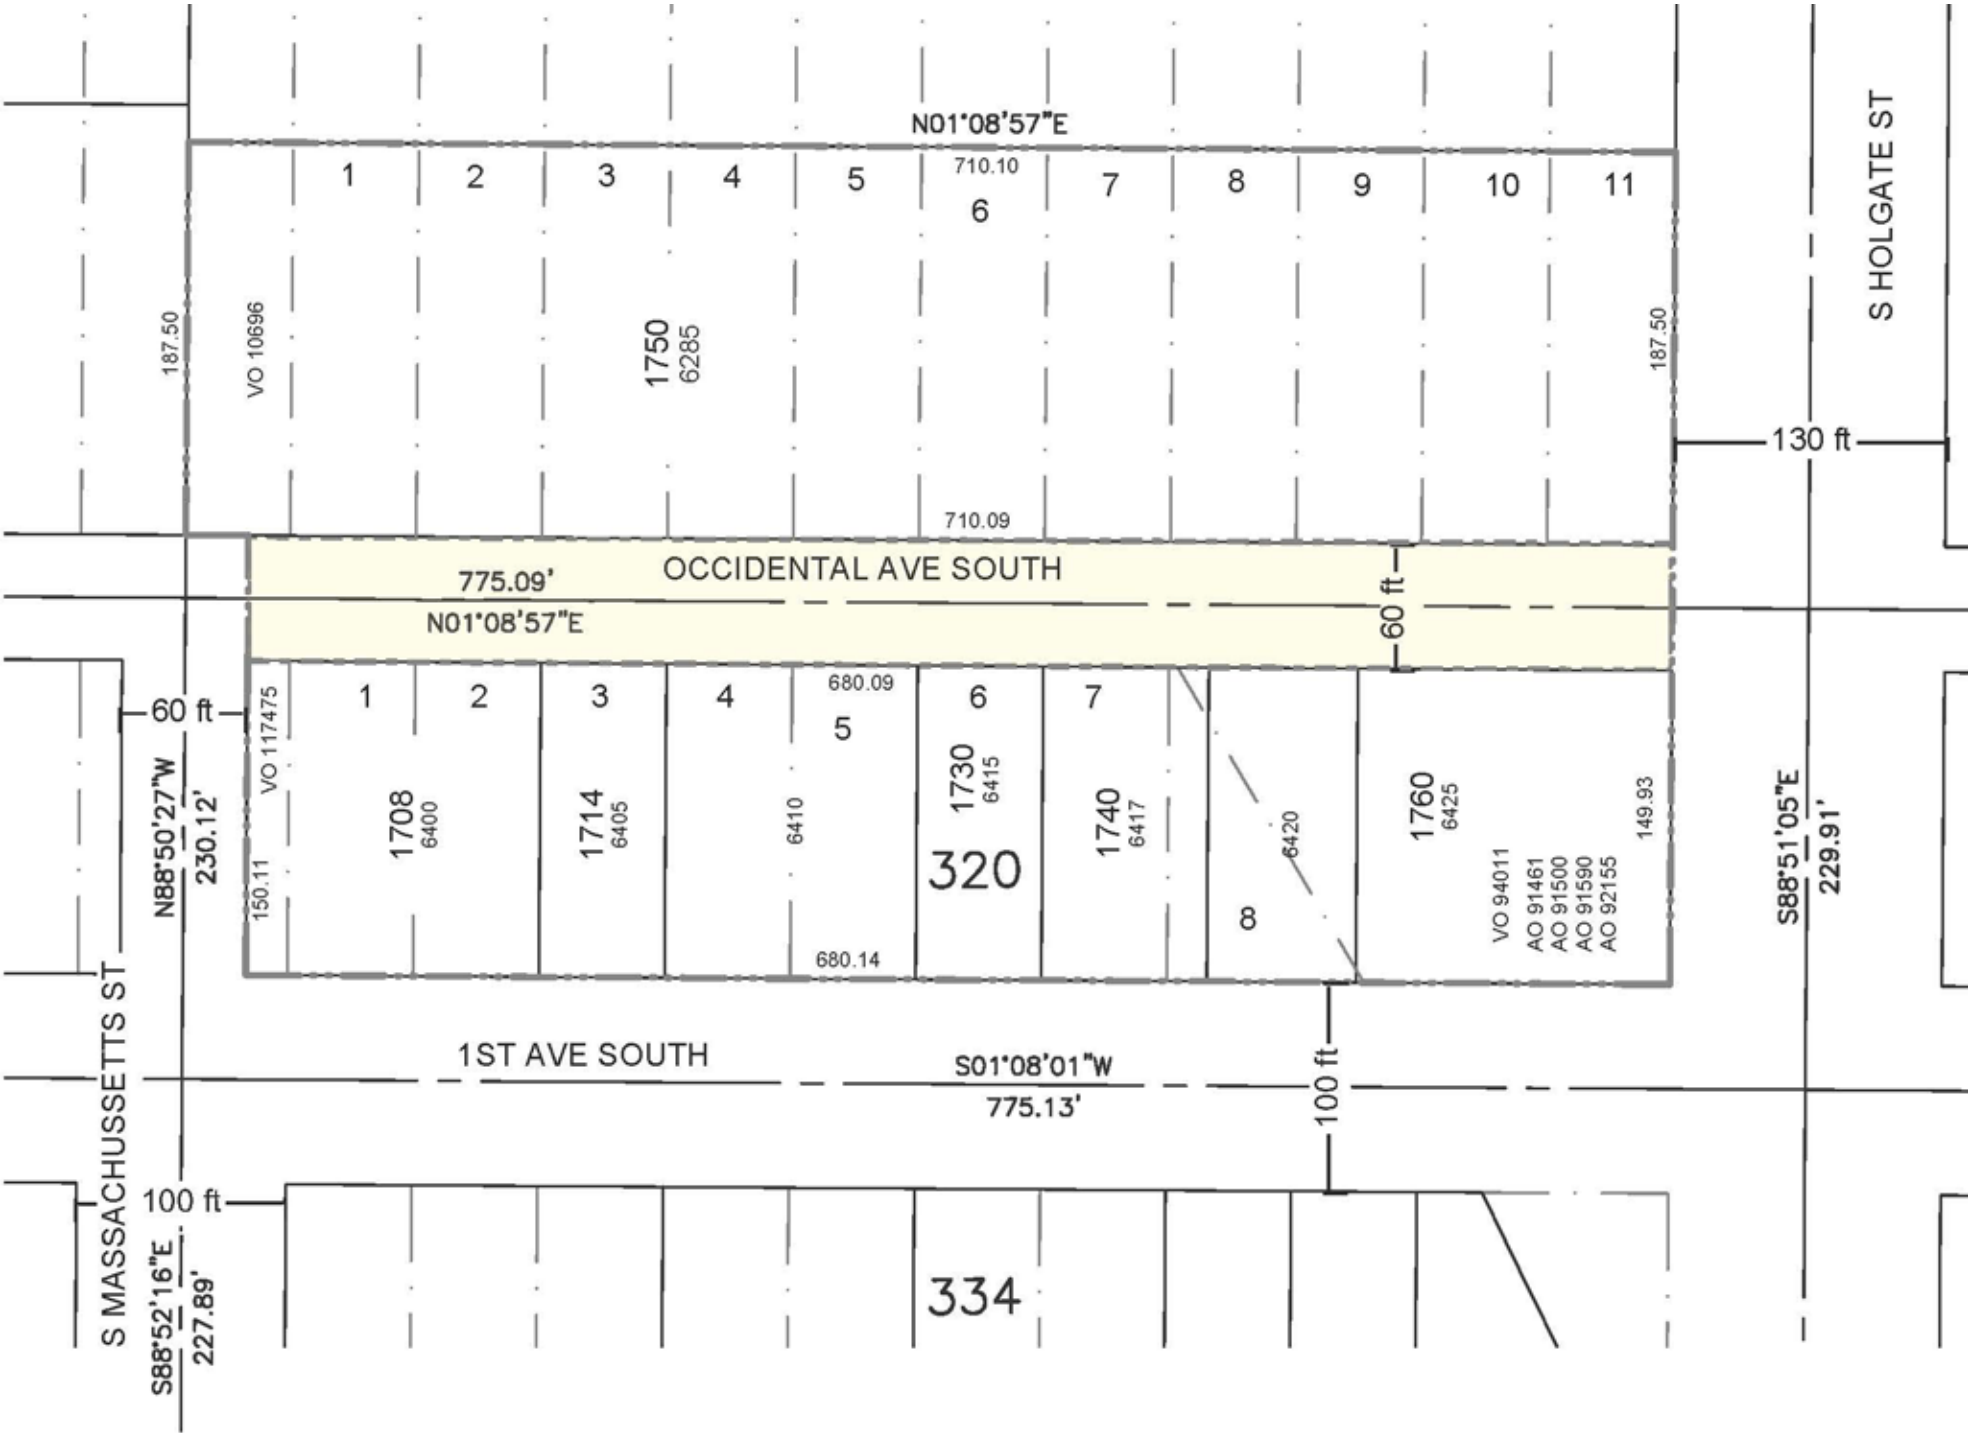 N01°08'57"E
710.10
1
2
3
4
5
6
7
8
9
10
11
S HOLGATE ST
187.50
VO 10696
1750
6285
187.50
130 ft
710.09
OCCIDENTAL AVE SOUTH
775.09'
N01°08'57"E
60 ft
60 ft
VO 117475
1
2
3
4
680.09
5
6
7
N88°50'27"W
230.12'
150.11
1708
6400
1714
6405
6410
1730
6415
320
1740
6417
6420
8
1760
6425
149.93
VO 94011
AO 91461
AO 91500
AO 91590
AO 92155
S88°51'05"E
229.91'
680.14
1ST AVE SOUTH
S01°08'01"W
775.13'
100 ft
S MASSACHUSSETTS ST
100 ft
S88°52'16"E
227.89'
334